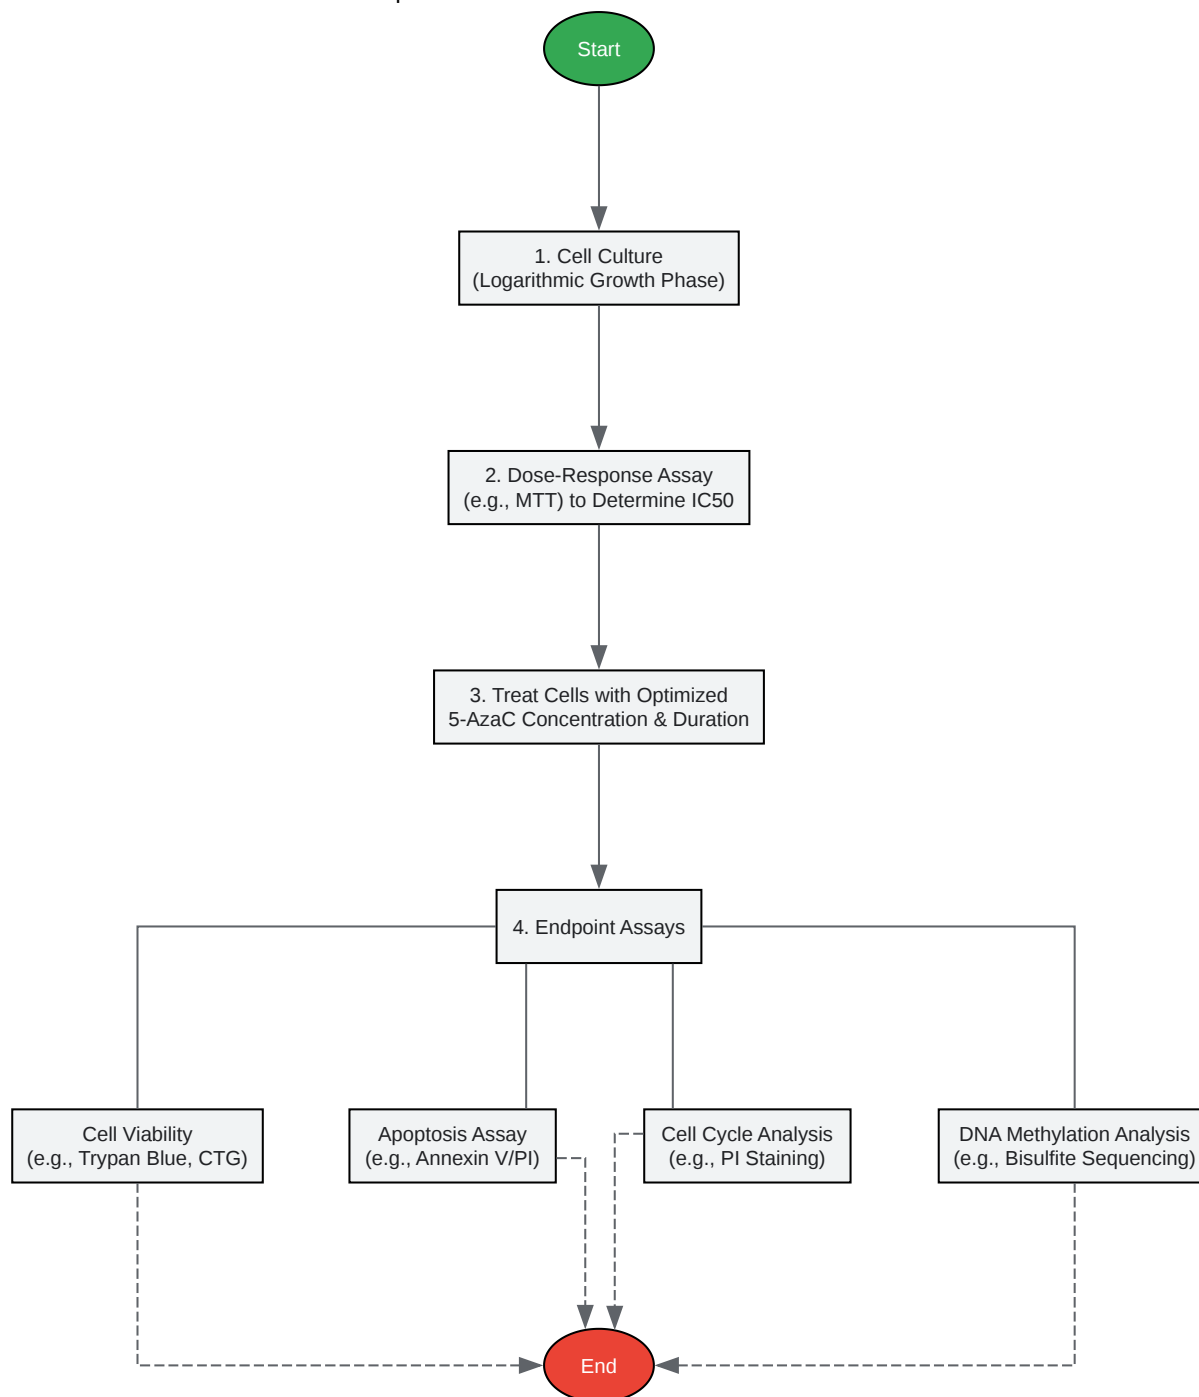 Start
1. Cell Culture
(Logarithmic Growth Phase)
2. Dose-Response Assay
(e.g., MTT) to Determine IC50
3. Treat Cells with Optimized
5-AzaC Concentration & Duration
4. Endpoint Assays
Cell Viability
(e.g., Trypan Blue, CTG)
Apoptosis Assay
(e.g., Annexin V/PI)
Cell Cycle Analysis
(e.g., PI Staining)
DNA Methylation Analysis
(e.g., Bisulfite Sequencing)
End